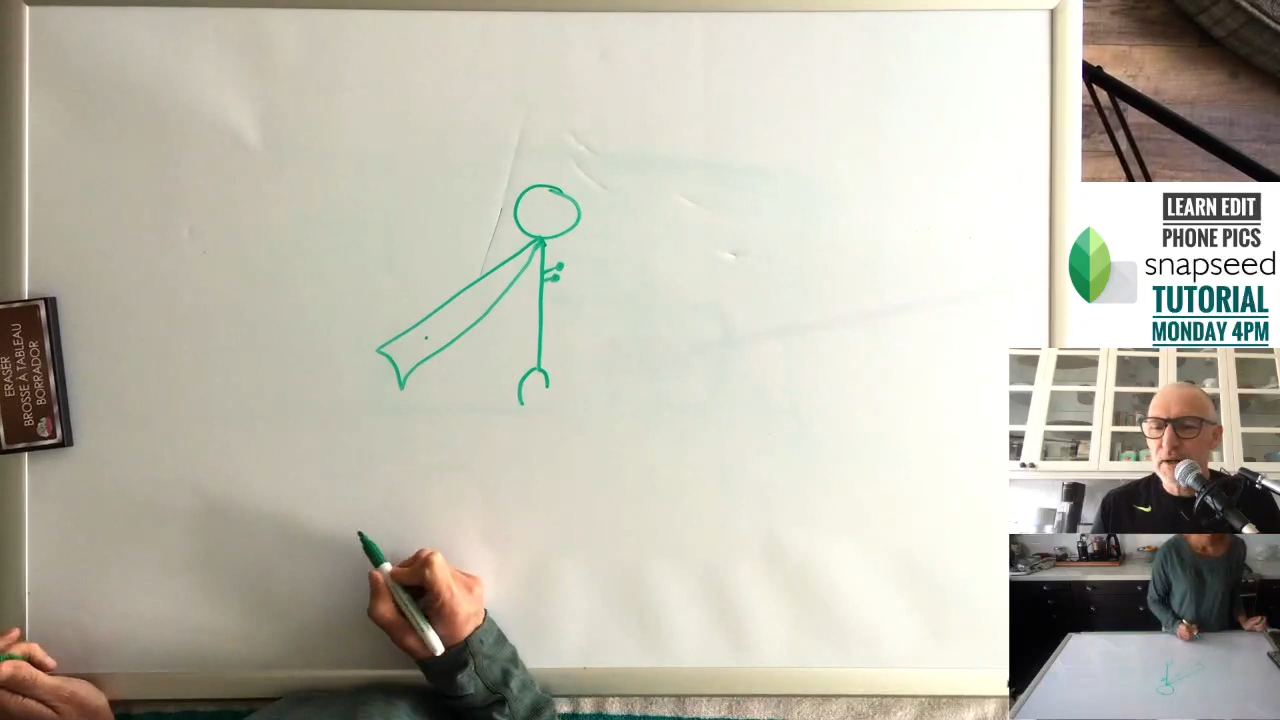 ERASER
BROSSE À TABLEAU
BORRADOR
LEARN EDIT
PHONE PICS
snapseed
TUTORIAL
MONDAY 4PM